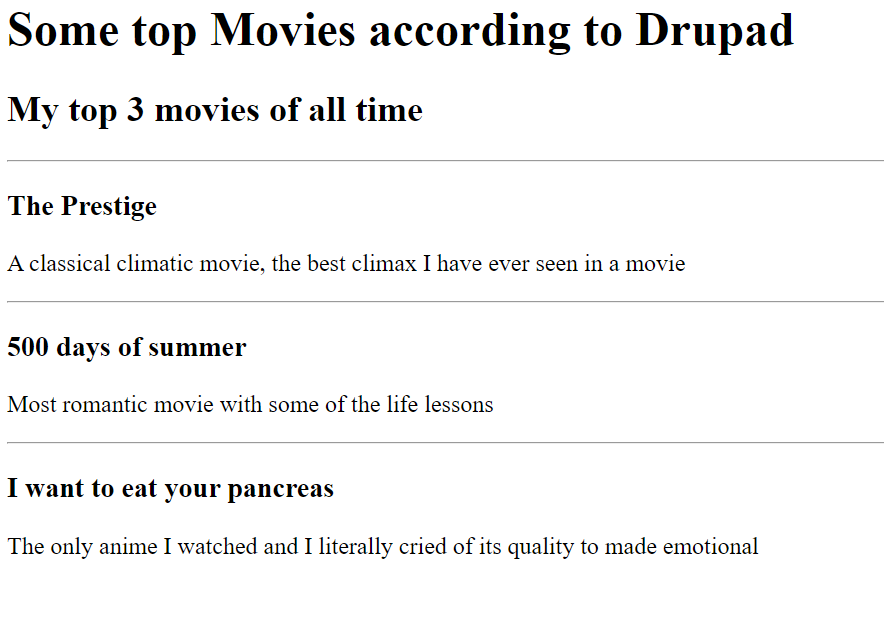 Some top Movies according to Drupad
My top 3 movies of all time
The Prestige
A classical climatic movie, the best climax I have ever seen in a movie
500 days of summer
Most romantic movie with some of the life lessons
I want to eat your pancreas
The only anime I watched and I literally cried of its quality to made emotional